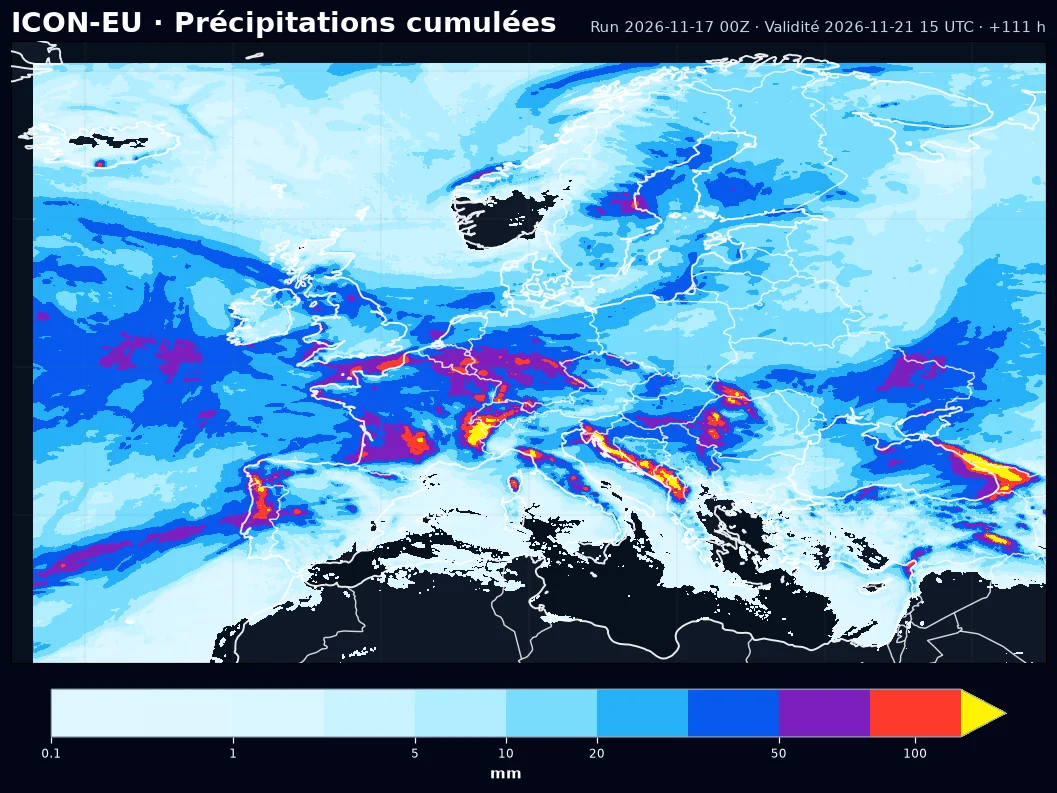 ICON-EU · Précipitations cumulées
Run 2026-11-17 00Z · Validité 2026-11-21 15 UTC · +111 h
0.1 1 5 10 20 50 100
mm